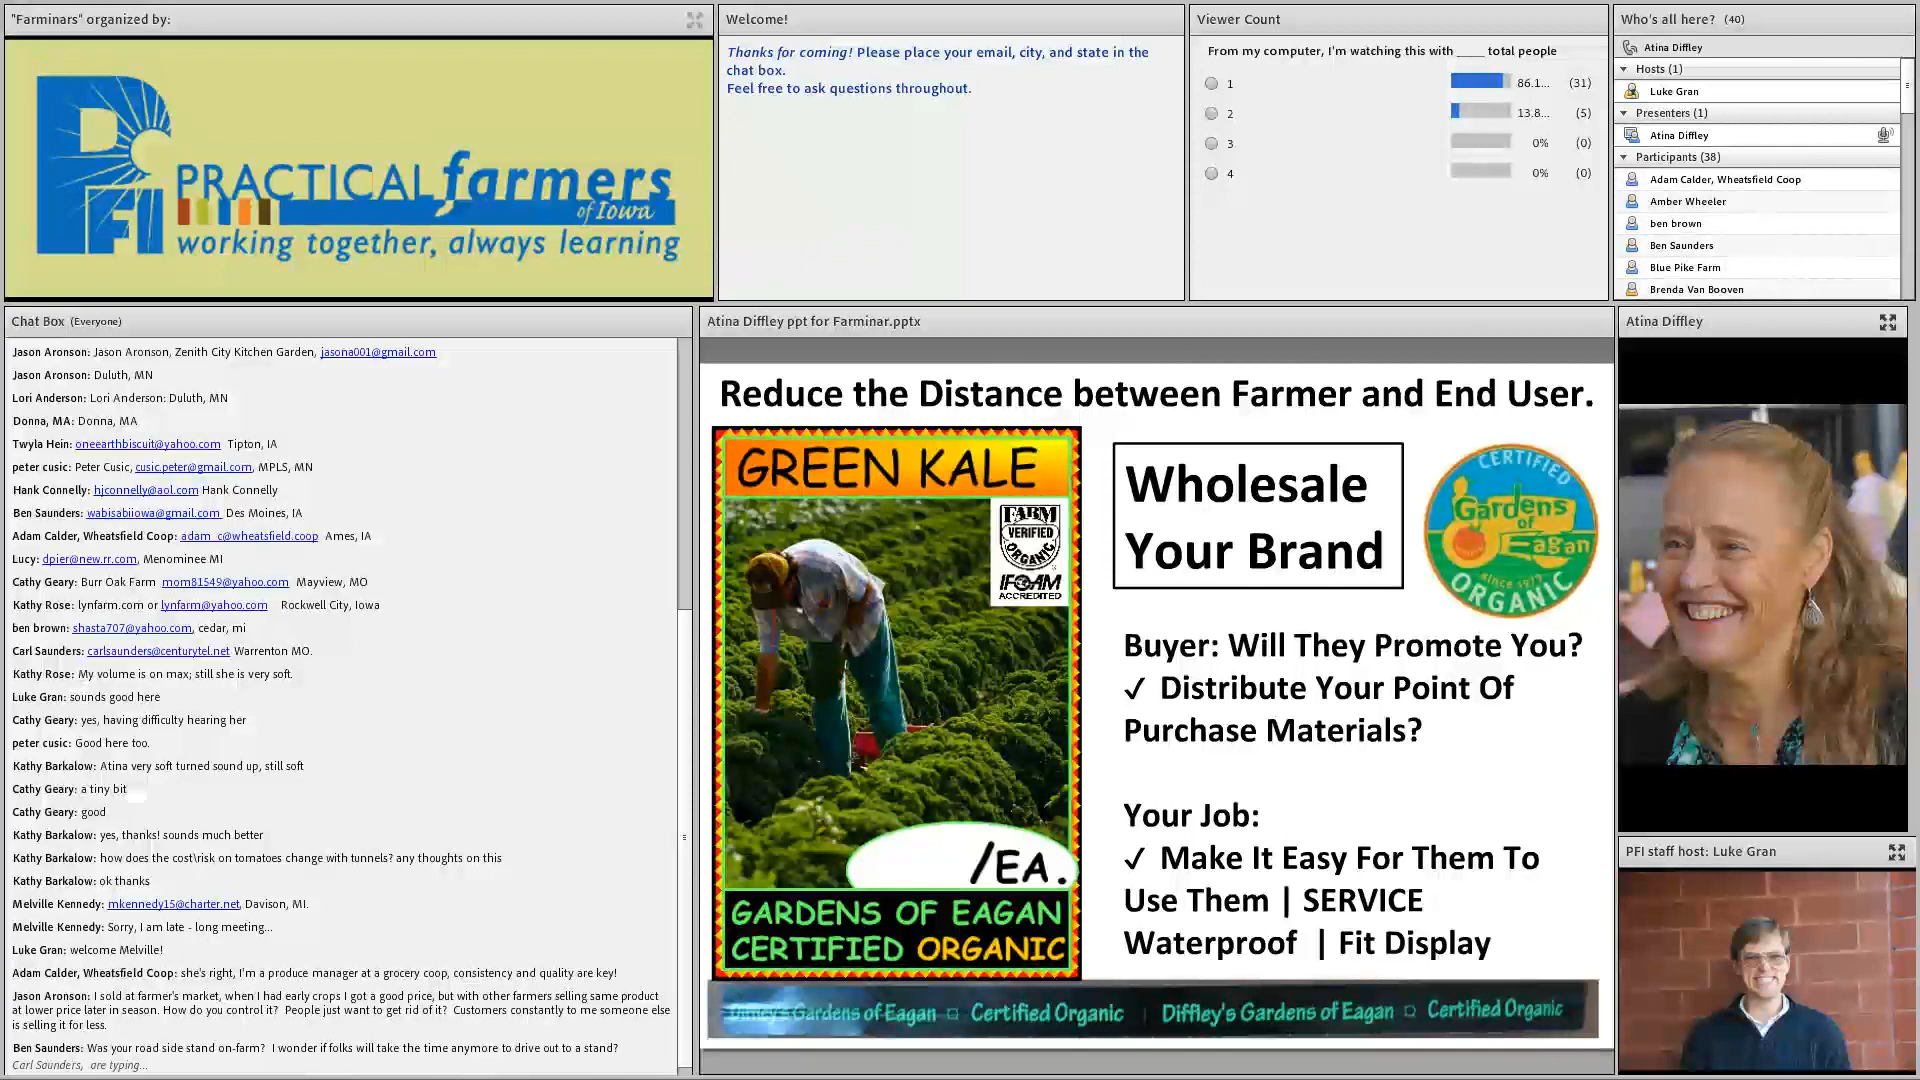 "Farminars" organized by:
PFI
PRACTICAL farmers
of Iowa
working together, always learning
Welcome!
Thanks for coming! Please place your email, city, and state in the
chat box.
Feel free to ask questions throughout.
Viewer Count
From my computer, I'm watching this with ____ total people
1 86.1... (31)
2 13.8... (5)
3 0% (0)
4 0% (0)
Who's all here? (40)
Atina Diffley
Hosts (1)
Luke Gran
Presenters (1)
Atina Diffley
Participants (38)
Adam Calder, Wheatsfield Coop
Amber Wheeler
ben brown
Ben Saunders
Blue Pike Farm
Brenda Van Booven
Chat Box (Everyone)
Jason Aronson: Jason Aronson, Zenith City Kitchen Garden, jasona001@gmail.com
Jason Aronson: Duluth, MN
Lori Anderson: Lori Anderson: Duluth, MN
Donna, MA: Donna, MA
Twyla Hein: oneearthbiscuit@yahoo.com Tipton, IA
peter cusic: Peter Cusic, cusic.peter@gmail.com, MPLS, MN
Hank Connelly: hjconnelly@aol.com Hank Connelly
Ben Saunders: wabisabiiowa@gmail.com Des Moines, IA
Adam Calder, Wheatsfield Coop: adam_c@wheatsfield.coop Ames, IA
Lucy: dpier@new.rr.com, Menominee MI
Cathy Geary: Burr Oak Farm mom81549@yahoo.com Mayview, MO
Kathy Rose: lynfarm.com or lynfarm@yahoo.com Rockwell City, Iowa
ben brown: shasta707@yahoo.com, cedar, mi
Carl Saunders: carlsaunders@centurytel.net Warrenton MO.
Kathy Rose: My volume is on max; still she is very soft.
Luke Gran: sounds good here
Cathy Geary: yes, having difficulty hearing her
peter cusic: Good here too.
Kathy Barkalow: Atina very soft turned sound up, still soft
Cathy Geary: a tiny bit
Cathy Geary: good
Kathy Barkalow: yes, thanks! sounds much better
Kathy Barkalow: how does the cost\risk on tomatoes change with tunnels? any thoughts on this
Kathy Barkalow: ok thanks
Melville Kennedy: mkennedy15@charter.net, Davison, MI.
Melville Kennedy: Sorry, I am late - long meeting...
Luke Gran: welcome Melville!
Adam Calder, Wheatsfield Coop: she's right, I'm a produce manager at a grocery coop, consistency and quality are key!
Jason Aronson: I sold at farmer's market, when I had early crops I got a good price, but with other farmers selling same product
at lower price later in season. How do you control it? People just want to get rid of it? Customers constantly to me someone else
is selling it for less.
Ben Saunders: Was your road side stand on-farm? I wonder if folks will take the time anymore to drive out to a stand?
Carl Saunders, are typing...
Atina Diffley ppt for Farminar.pptx
Reduce the Distance between Farmer and End User.
GREEN KALE
FARM
VERIFIED
ORGANIC
IFOAM
ACCREDITED
/EA.
GARDENS OF EAGAN
CERTIFIED ORGANIC
Wholesale
Your Brand
CERTIFIED
Gardens
of
Eagan
since 1973
ORGANIC
Buyer: Will They Promote You?
✓ Distribute Your Point Of
Purchase Materials?
Your Job:
✓ Make It Easy For Them To
Use Them | SERVICE
Waterproof | Fit Display
Diffley's Gardens of Eagan ¤ Certified Organic | Diffley's Gardens of Eagan ¤ Certified Organic
Atina Diffley
PFI staff host: Luke Gran